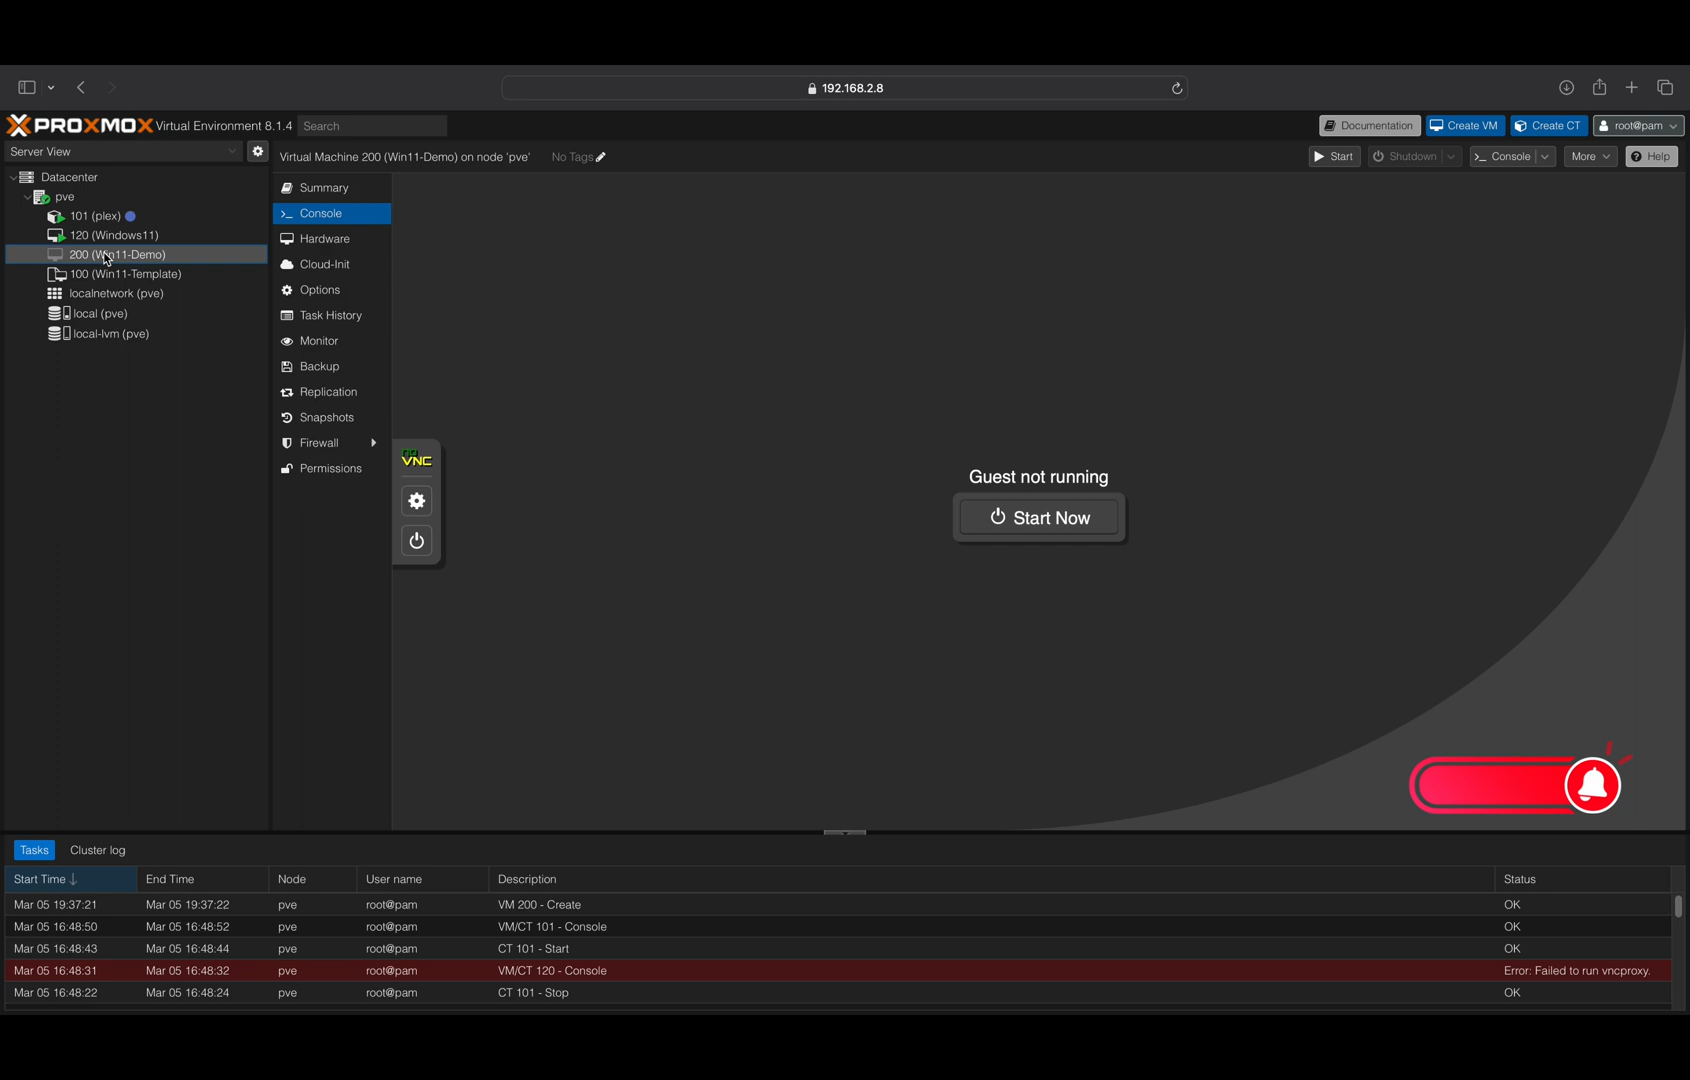 192.168.2.8
PROXMOX Virtual Environment 8.1.4 Search
Documentation Create VM Create CT root@pam
Server View
Virtual Machine 200 (Win11-Demo) on node 'pve' No Tags
Start Shutdown Console More Help
Datacenter
pve
101 (plex)
120 (Windows11)
200 (Win11-Demo)
100 (Win11-Template)
localnetwork (pve)
local (pve)
local-lvm (pve)
Summary
Console
Hardware
Cloud-Init
Options
Task History
Monitor
Backup
Replication
Snapshots
Firewall
Permissions
no
VNC
Guest not running
Start Now
Tasks Cluster log
Start Time End Time Node User name Description Status
Mar 05 19:37:21 Mar 05 19:37:22 pve root@pam VM 200 - Create OK
Mar 05 16:48:50 Mar 05 16:48:52 pve root@pam VM/CT 101 - Console OK
Mar 05 16:48:43 Mar 05 16:48:44 pve root@pam CT 101 - Start OK
Mar 05 16:48:31 Mar 05 16:48:32 pve root@pam VM/CT 120 - Console Error: Failed to run vncproxy.
Mar 05 16:48:22 Mar 05 16:48:24 pve root@pam CT 101 - Stop OK